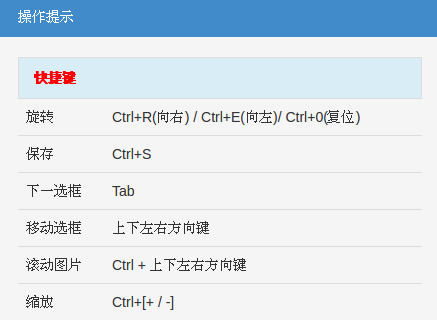 操作提示
快捷键
旋转 Ctrl+R(向右) / Ctrl+E(向左)/ Ctrl+0(复位)
保存 Ctrl+S
下一选框 Tab
移动选框 上下左右方向键
滚动图片 Ctrl + 上下左右方向键
缩放 Ctrl+[+ / -]